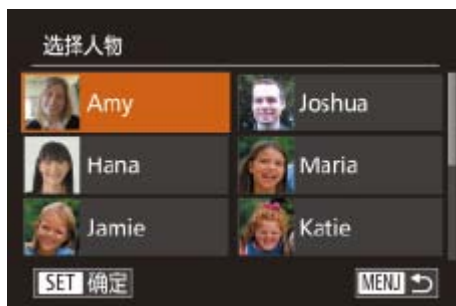 选择人物
Amy Joshua
Hana Maria
Jamie Katie
SET 确定 MENU